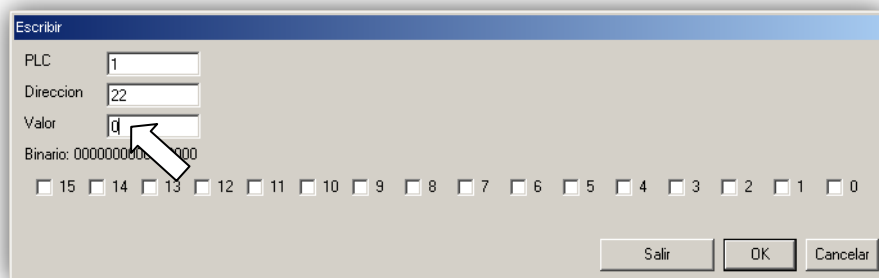 Escribir
PLC 1
Direccion 22
Valor 0
Binario: 0000000000000000
15 14 13 12 11 10 9 8 7 6 5 4 3 2 1 0
Salir OK Cancelar